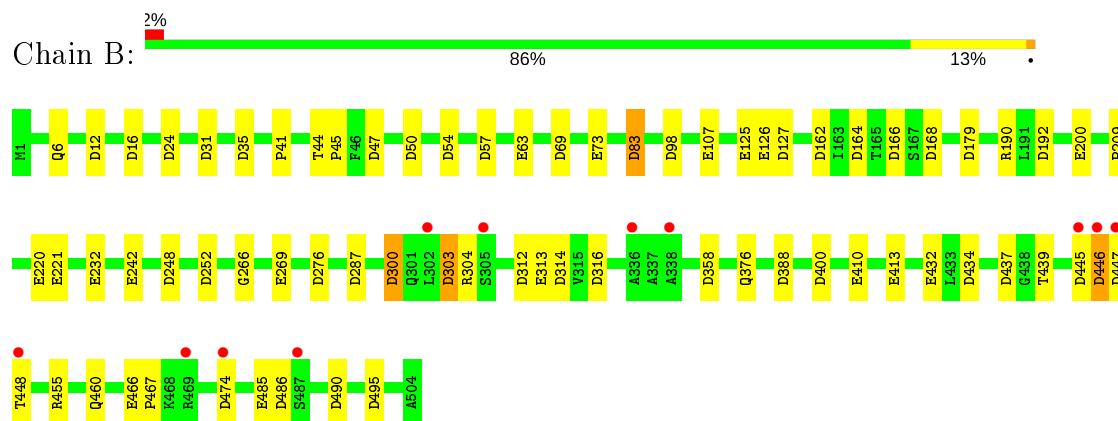 2%
Chain B:
86%
13%
M1 Q6 D12 D16 D24 D31 D35 P41 T44 P45 F46 D47 D50 D54 D57 E63 D69 E73 D83 D98 E107 E125 E126 D127 D162 I163 D164 T165 D166 S167 D168 D179 R190 L191 D192 E200
E220 E221 E232 E242 D248 D252 G266 E269 D276 D287 D300 Q301 L302 D303 R304 S305 D312 E313 D314 V315 D316 A336 A337 A338 D358 Q376 D388 D400 E410 E413 E432 L433 D434 D437 G438 T439 D445 D446 D447
T448 R455 Q460 E466 P467 K468 R469 D474 E485 D486 S487 D490 D495 A504